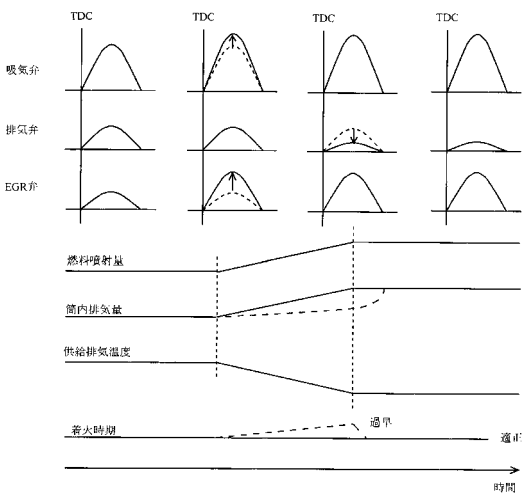 TDC TDC TDC TDC
吸気弁
排気弁
EGR弁
燃料噴射量
筒内排気量
供給排気温度
着火時期
過早
適正
時間